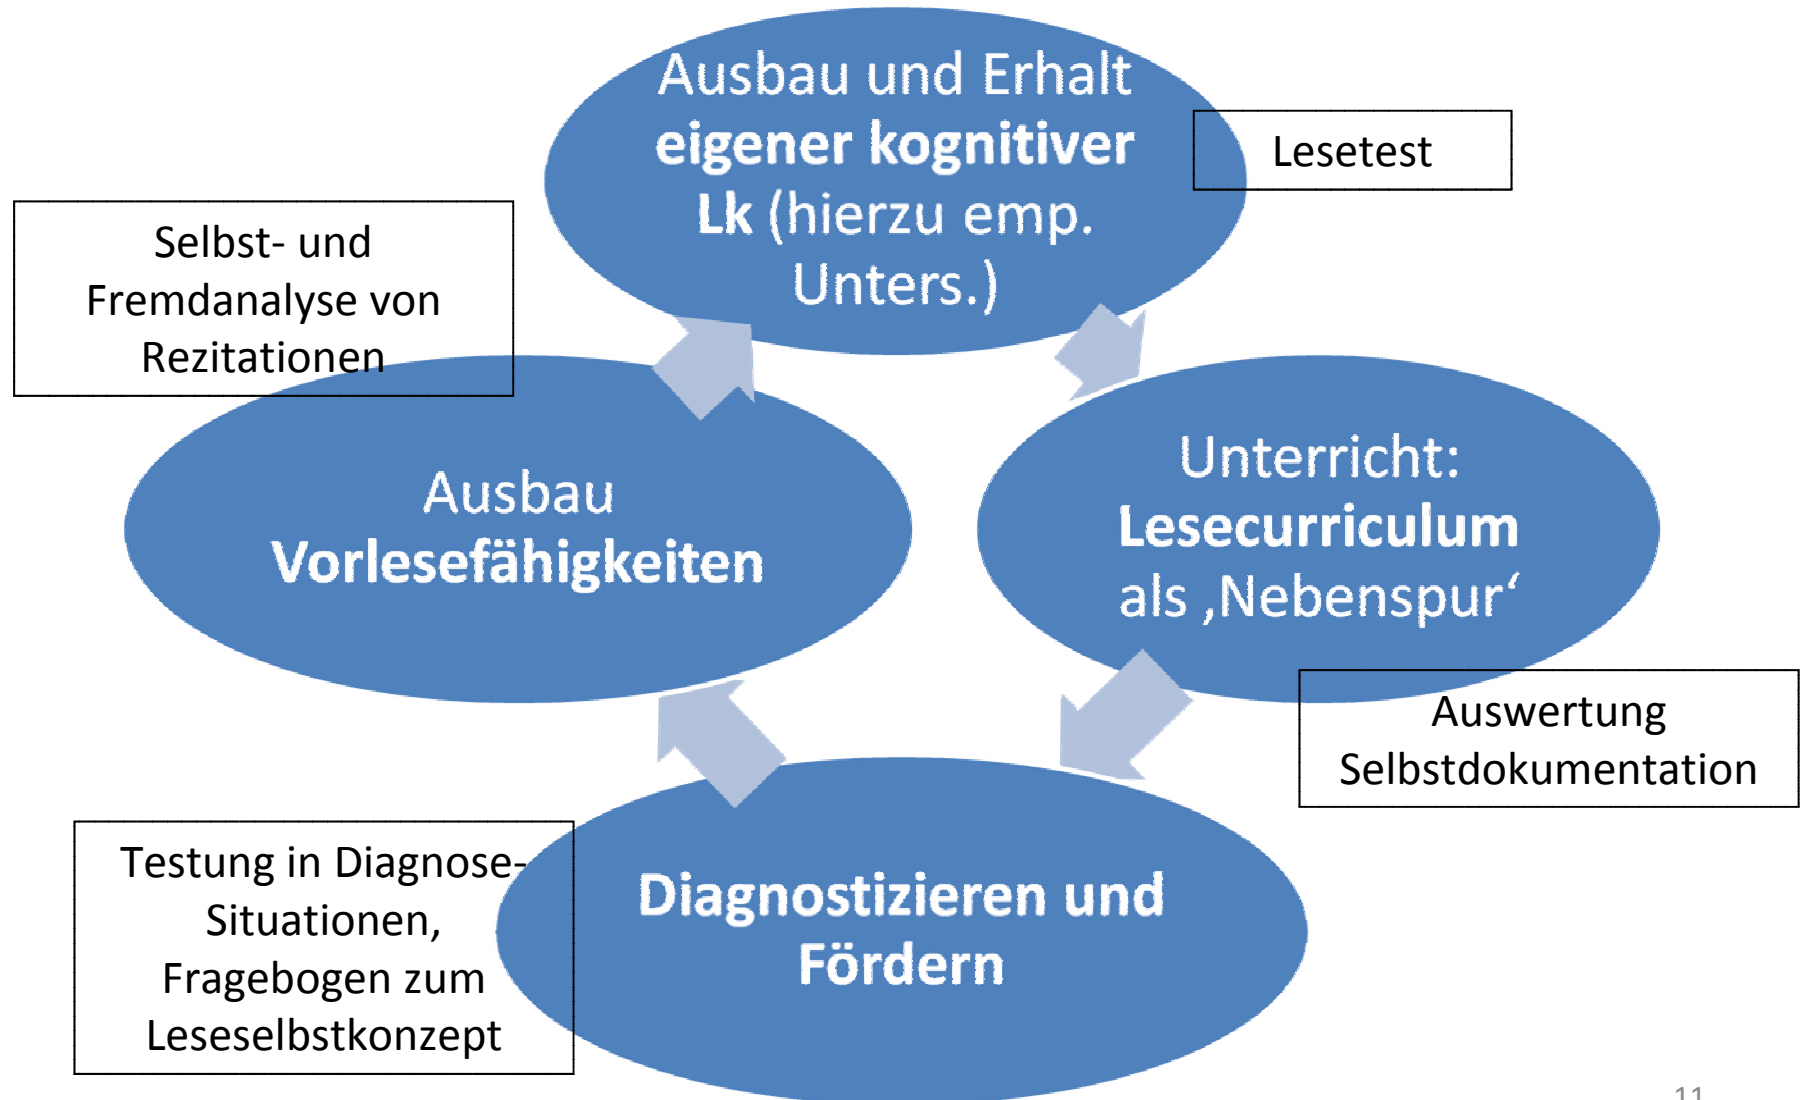 Ausbau und Erhalt
eigener kognitiver
Lk (hierzu emp.
Unters.)
Lesetest
Selbst- und
Fremdanalyse von
Rezitationen
Ausbau
Vorlesefähigkeiten
Unterricht:
Lesecurriculum
als ‚Nebenspur‘
Auswertung
Selbstdokumentation
Testung in Diagnose-
Situationen,
Fragebogen zum
Leseselbstkonzept
Diagnostizieren und
Fördern
11